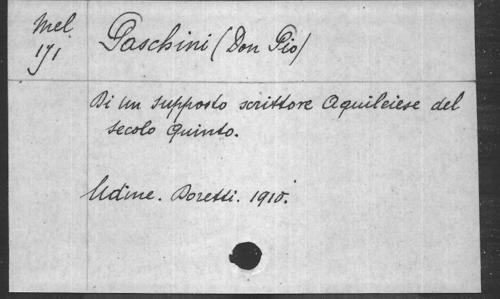 Mel
171
Paschini (Don Pio)
Di un supposto scrittore Aquileiese del
secolo quinto.
Udine. Doretti. 1910.